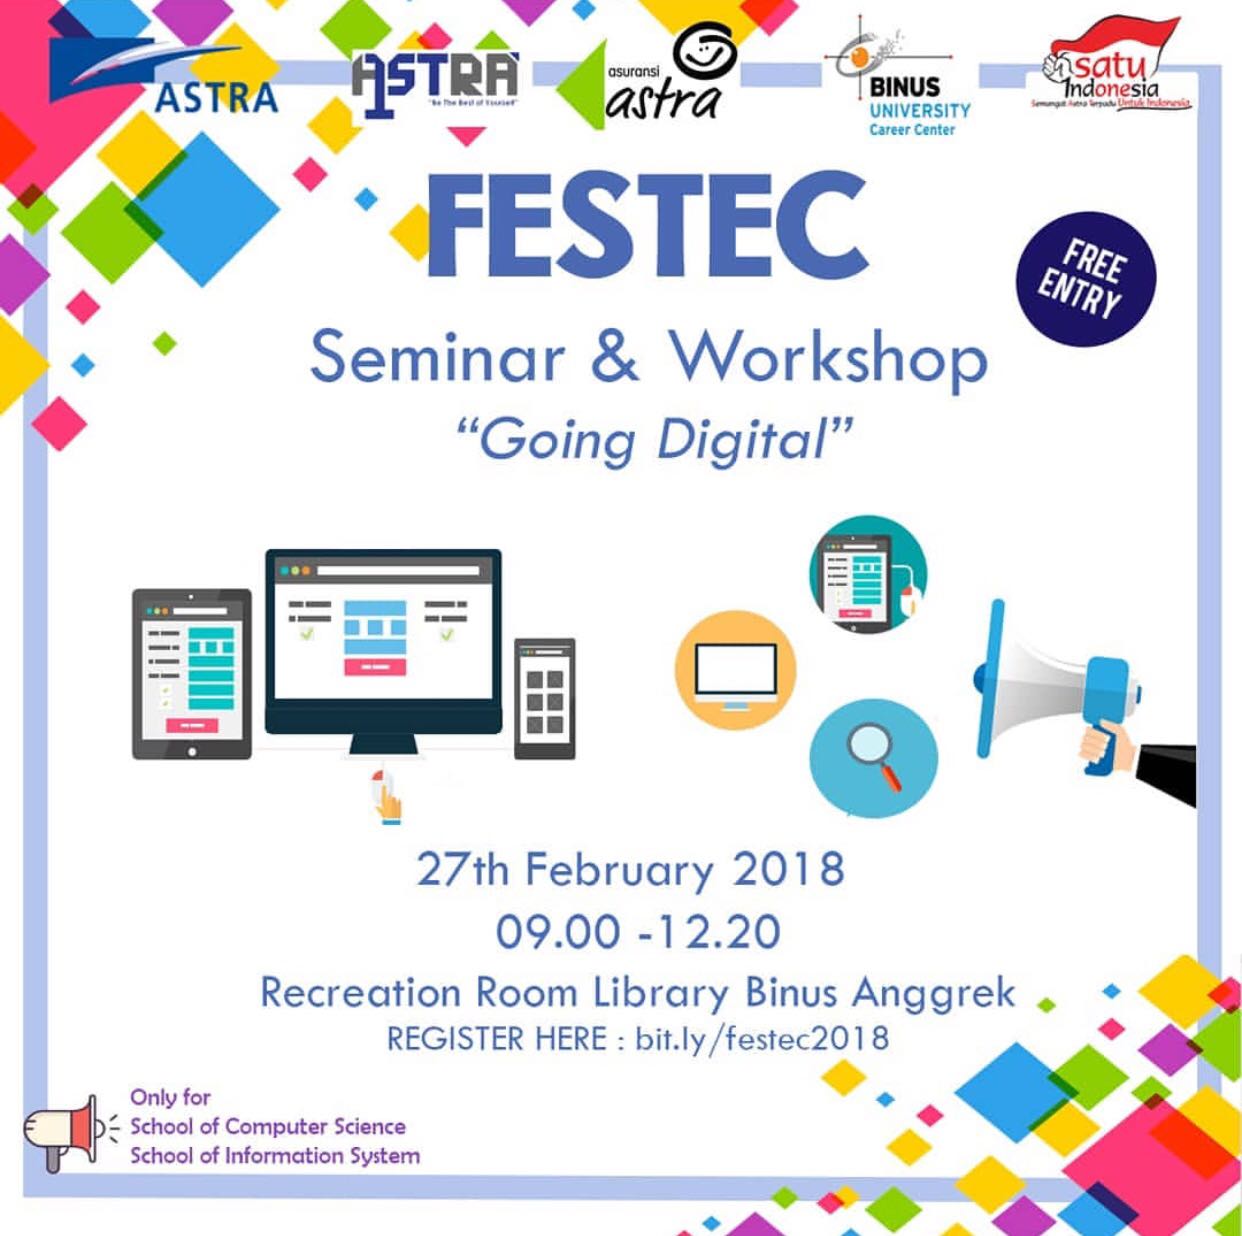 ASTRA
1STRA
"Be The Best of Yourself"
asuransi
astra
BINUS
UNIVERSITY
Career Center
satu
Indonesia
Semangat Astra Terpadu Untuk Indonesia
FESTEC
FREE
ENTRY
Seminar & Workshop
“Going Digital”
27th February 2018
09.00 -12.20
Recreation Room Library Binus Anggrek
REGISTER HERE : bit.ly/festec2018
Only for
School of Computer Science
School of Information System